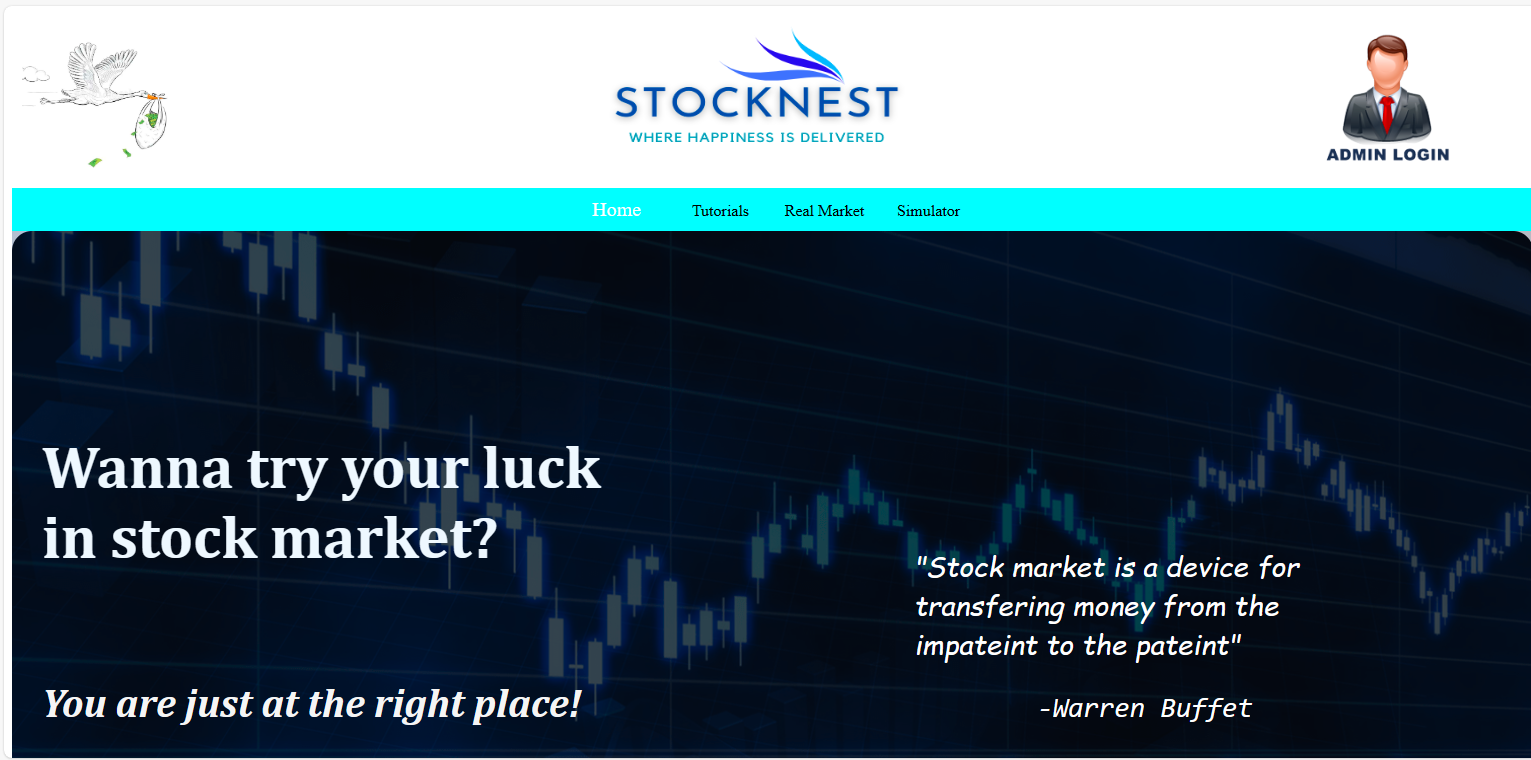 STOCKNEST
WHERE HAPPINESS IS DELIVERED
ADMIN LOGIN
Home Tutorials Real Market Simulator
Wanna try your luck
in stock market?
You are just at the right place!
"Stock market is a device for
transfering money from the
impateint to the pateint"
-Warren Buffet